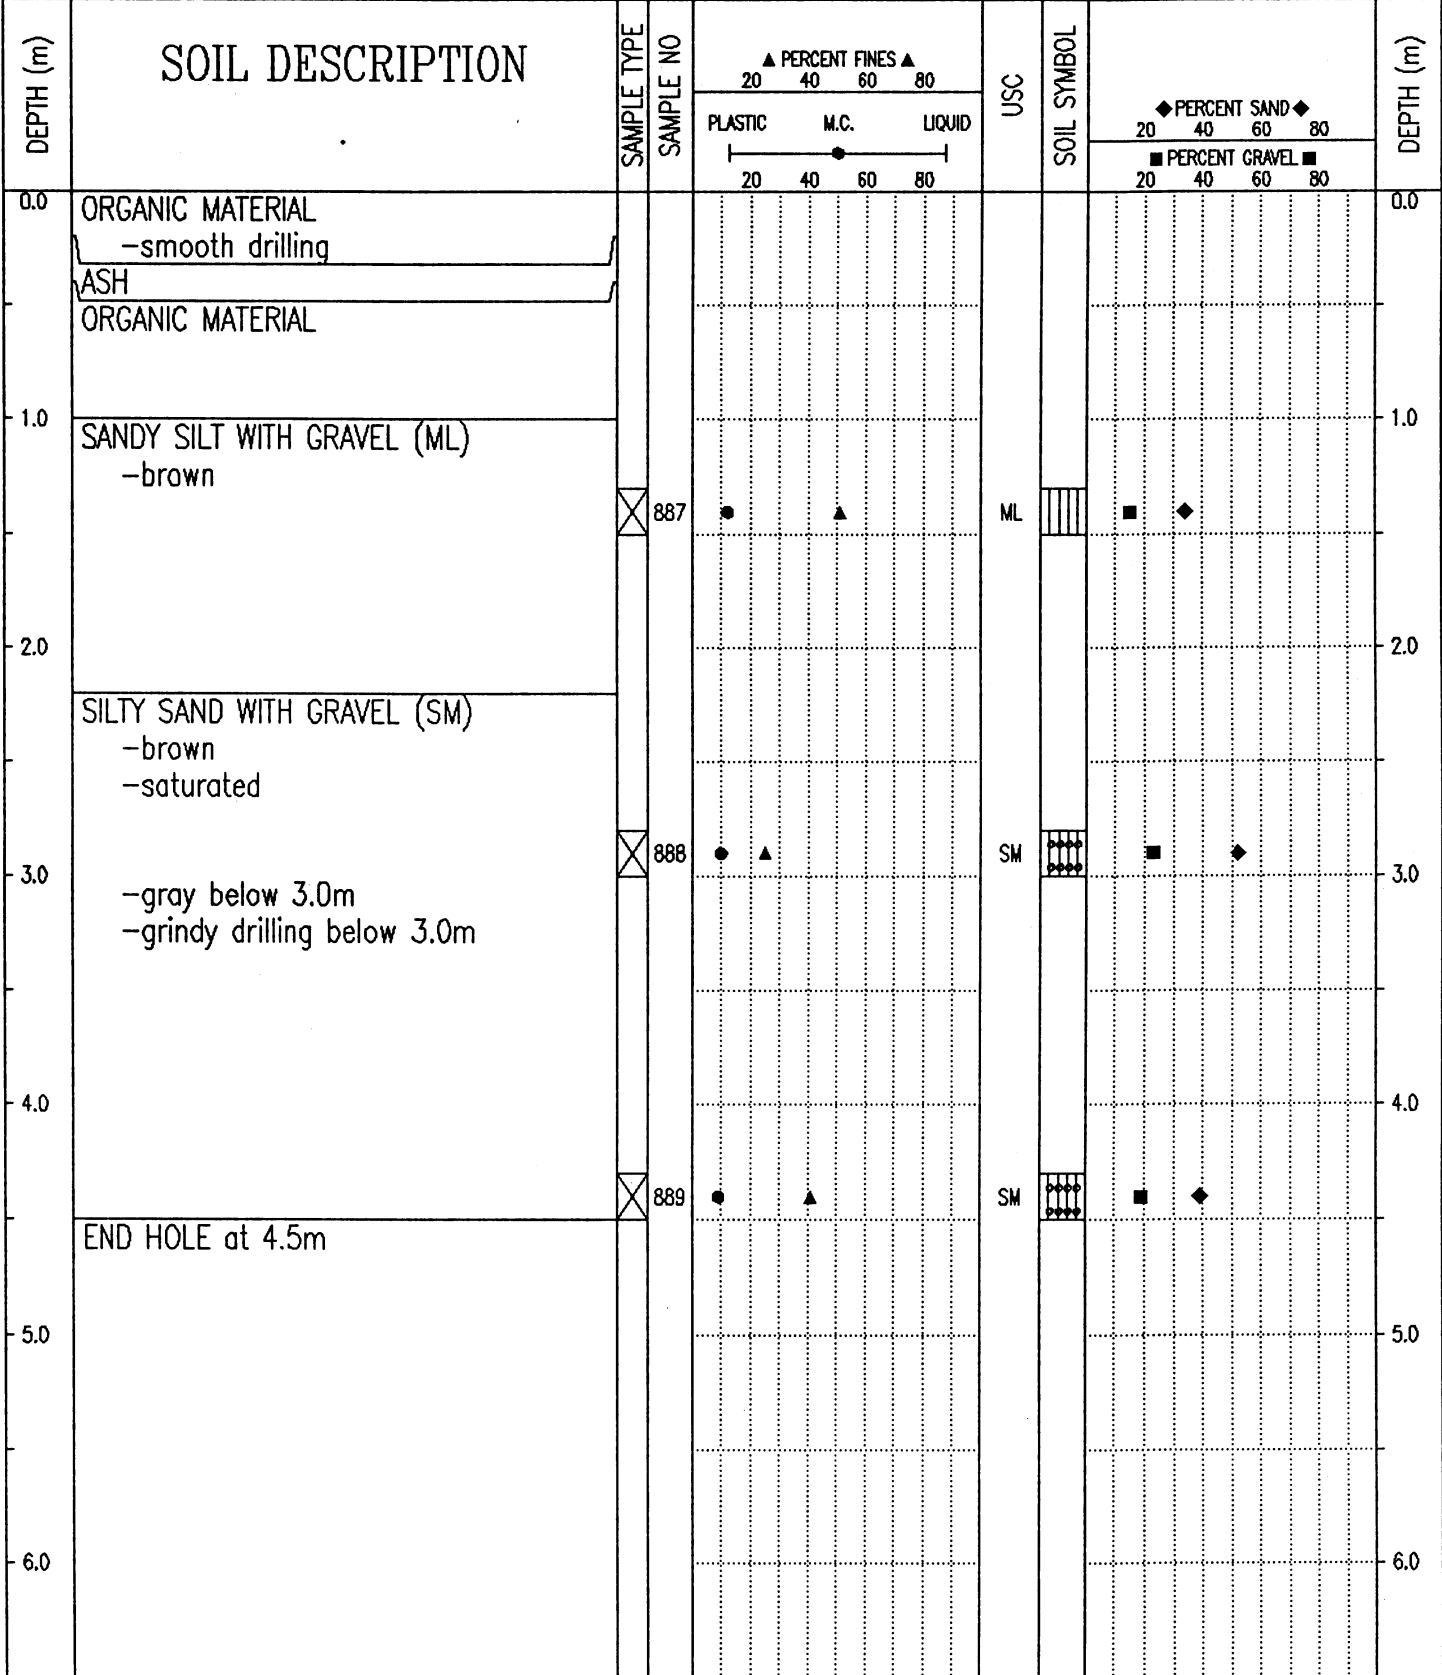 DEPTH (m)
SOIL DESCRIPTION
SAMPLE TYPE
SAMPLE NO
▲ PERCENT FINES ▲
20 40 60 80
PLASTIC M.C. LIQUID
20 40 60 80
USC
SOIL SYMBOL
◆ PERCENT SAND ◆
20 40 60 80
■ PERCENT GRAVEL ■
20 40 60 80
DEPTH (m)
0.0 ORGANIC MATERIAL 0.0
-smooth drilling
ASH
ORGANIC MATERIAL
1.0 1.0
SANDY SILT WITH GRAVEL (ML)
-brown
887 ML
2.0 2.0
SILTY SAND WITH GRAVEL (SM)
-brown
-saturated
888 SM
3.0 3.0
-gray below 3.0m
-grindy drilling below 3.0m
4.0 4.0
889 SM
END HOLE at 4.5m
5.0 5.0
6.0 6.0